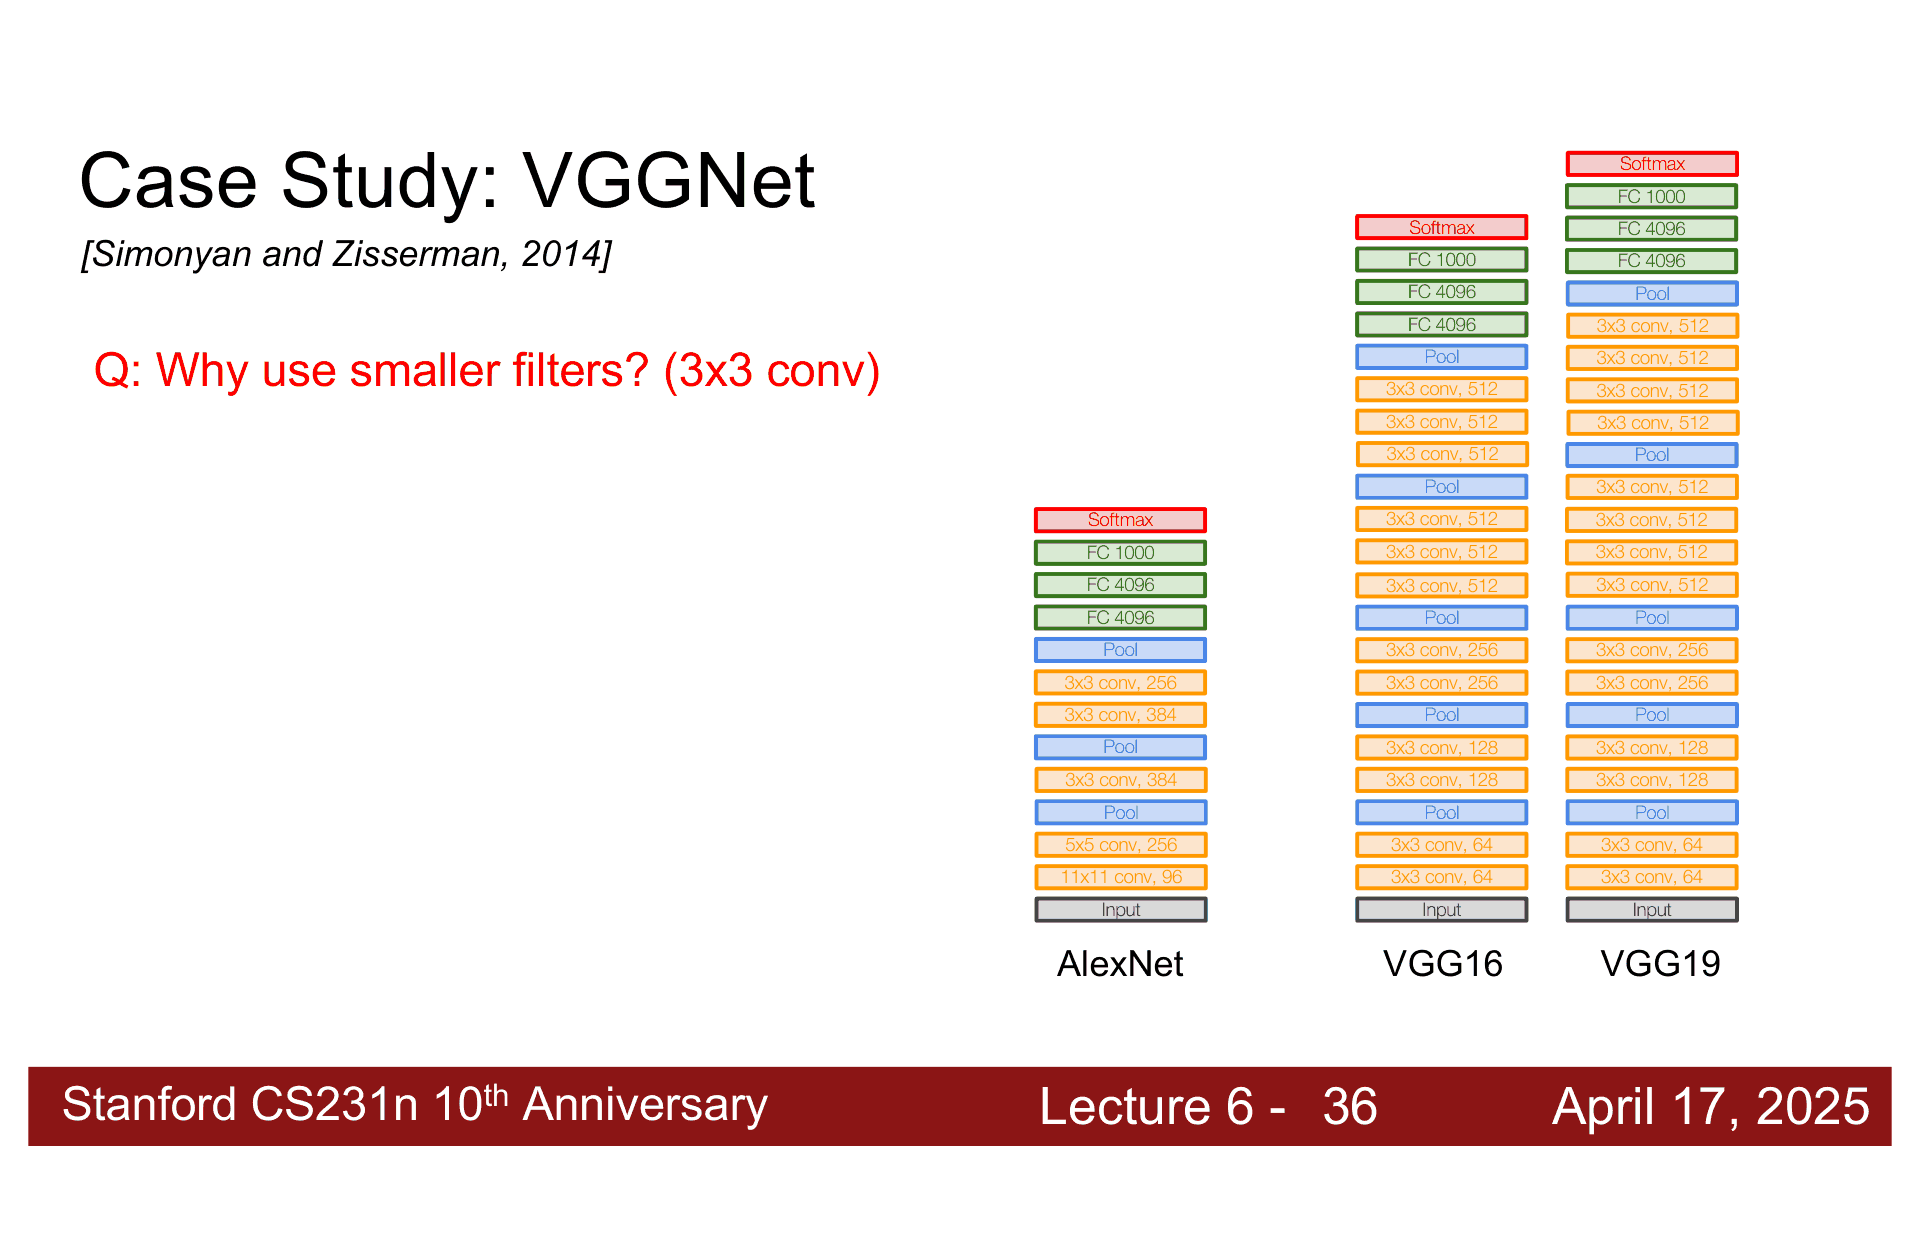 Case Study: VGGNet
[Simonyan and Zisserman, 2014]
Q: Why use smaller filters? (3x3 conv)
Softmax
FC 1000
FC 4096
FC 4096
Pool
3x3 conv, 256
3x3 conv, 384
Pool
3x3 conv, 384
Pool
5x5 conv, 256
11x11 conv, 96
Input
AlexNet
Softmax
FC 1000
FC 4096
FC 4096
Pool
3x3 conv, 512
3x3 conv, 512
3x3 conv, 512
Pool
3x3 conv, 512
3x3 conv, 512
3x3 conv, 512
Pool
3x3 conv, 256
3x3 conv, 256
Pool
3x3 conv, 128
3x3 conv, 128
Pool
3x3 conv, 64
3x3 conv, 64
Input
VGG16
Softmax
FC 1000
FC 4096
FC 4096
Pool
3x3 conv, 512
3x3 conv, 512
3x3 conv, 512
3x3 conv, 512
Pool
3x3 conv, 512
3x3 conv, 512
3x3 conv, 512
3x3 conv, 512
Pool
3x3 conv, 256
3x3 conv, 256
Pool
3x3 conv, 128
3x3 conv, 128
Pool
3x3 conv, 64
3x3 conv, 64
Input
VGG19
Stanford CS231n 10th Anniversary
Lecture 6 - 36
April 17, 2025